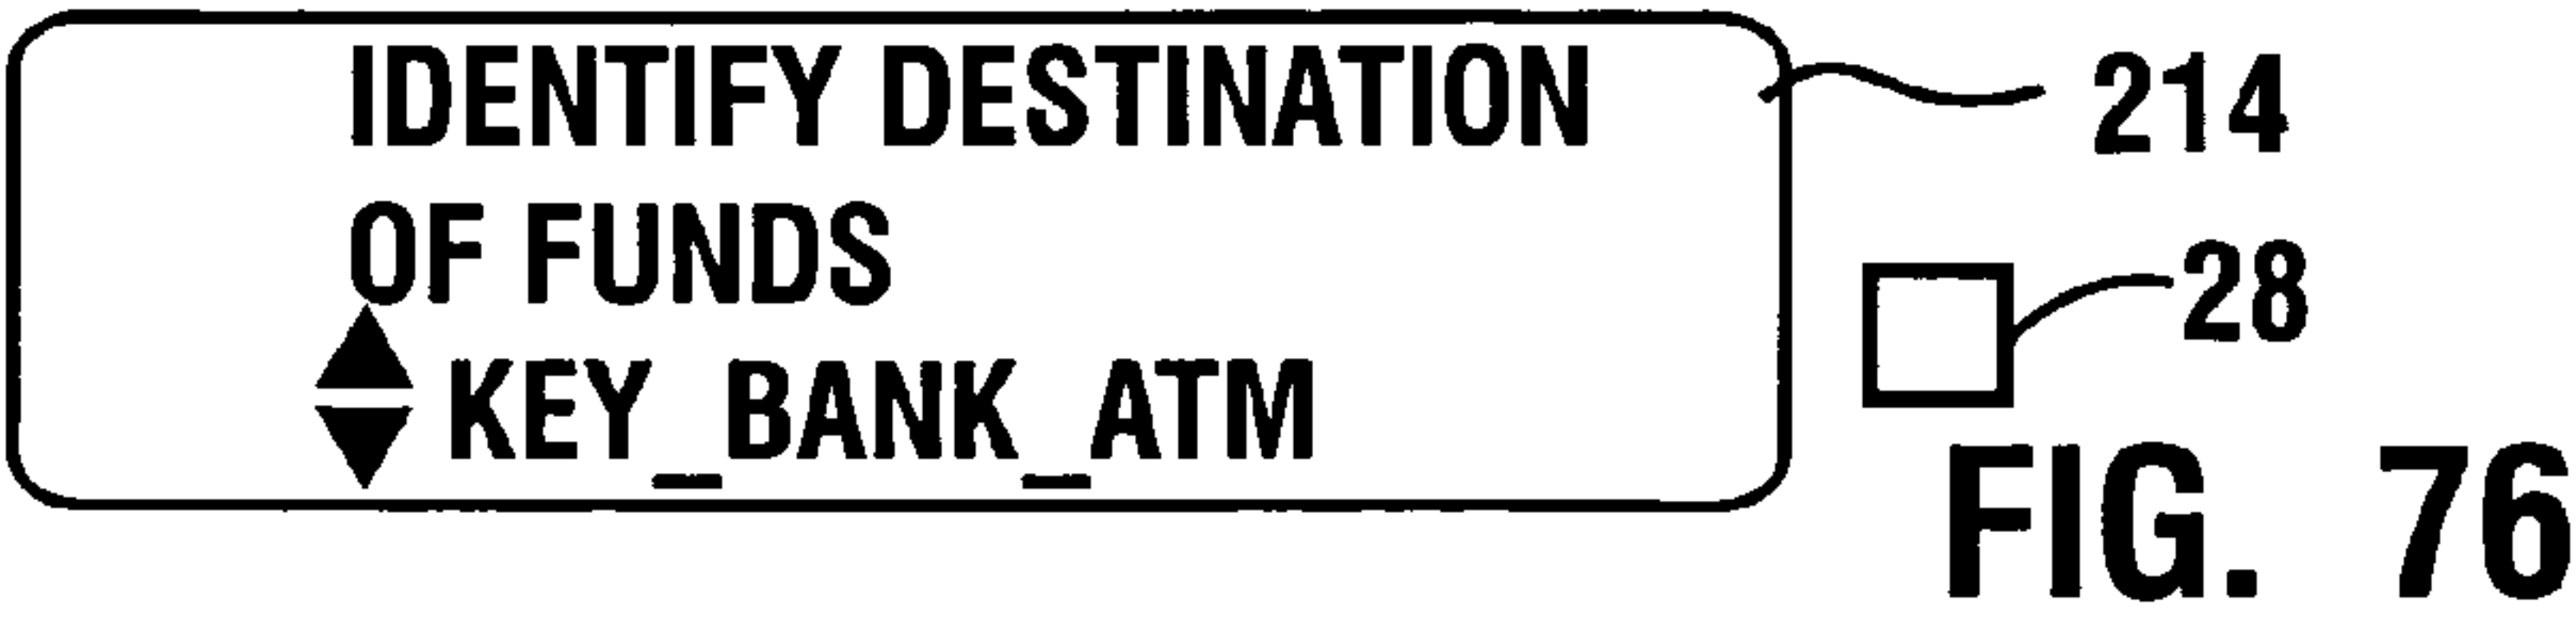 IDENTIFY DESTINATION
OF FUNDS
KEY_BANK_ATM
214
28
FIG. 76